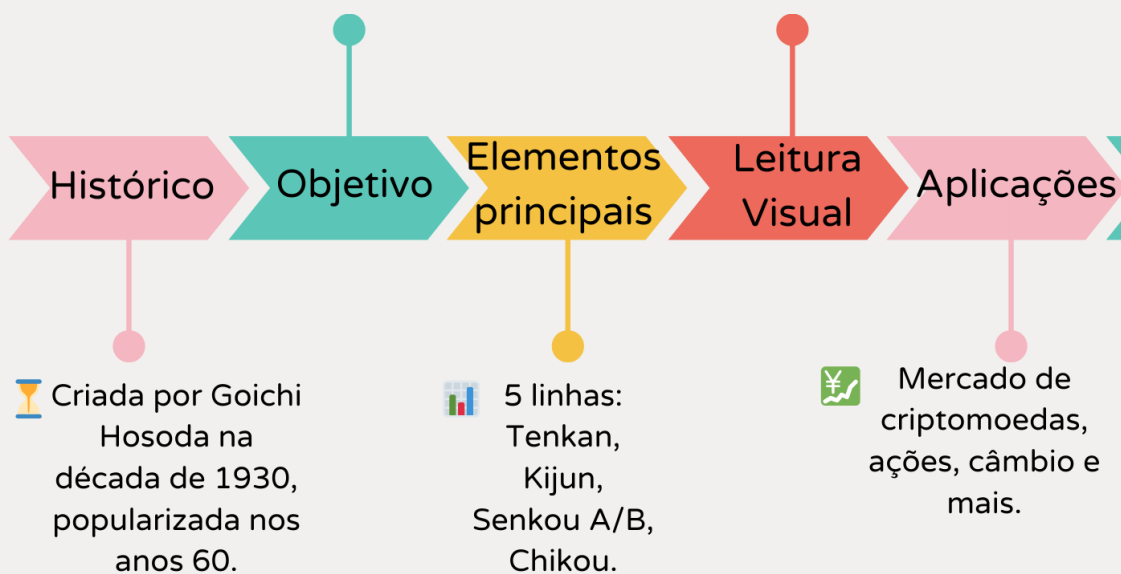 Histórico
Objetivo
Elementos
principais
Leitura
Visual
Aplicações
Criada por Goichi
Hosoda na
década de 1930,
popularizada nos
anos 60.
5 linhas:
Tenkan,
Kijun,
Senkou A/B,
Chikou.
Mercado de
criptomoedas,
ações, câmbio e
mais.